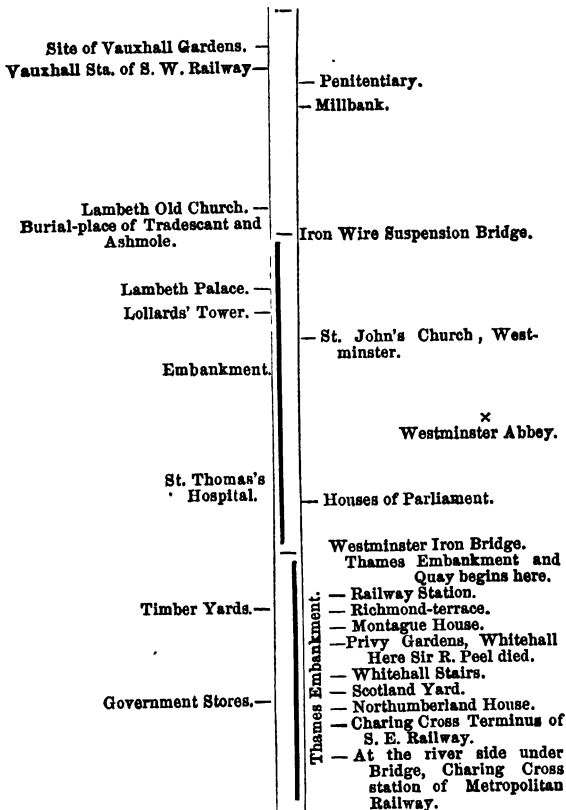 Site of Vauxhall Gardens.
Vauxhall Sta. of S. W. Railway
Penitentiary.
Millbank.
Lambeth Old Church.
Burial-place of Tradescant and
Ashmole.
Iron Wire Suspension Bridge.
Lambeth Palace.
Lollards' Tower.
St. John's Church, West-
minster.
Embankment.
×
Westminster Abbey.
St. Thomas's
Hospital.
Houses of Parliament.
Westminster Iron Bridge.
Thames Embankment and
Quay begins here.
Thames Embankment.
Railway Station.
Timber Yards.
Richmond-terrace.
Montague House.
Privy Gardens, Whitehall
Here Sir R. Peel died.
Whitehall Stairs.
Scotland Yard.
Government Stores.
Northumberland House.
Charing Cross Terminus of
S. E. Railway.
At the river side under
Bridge, Charing Cross
station of Metropolitan
Railway.